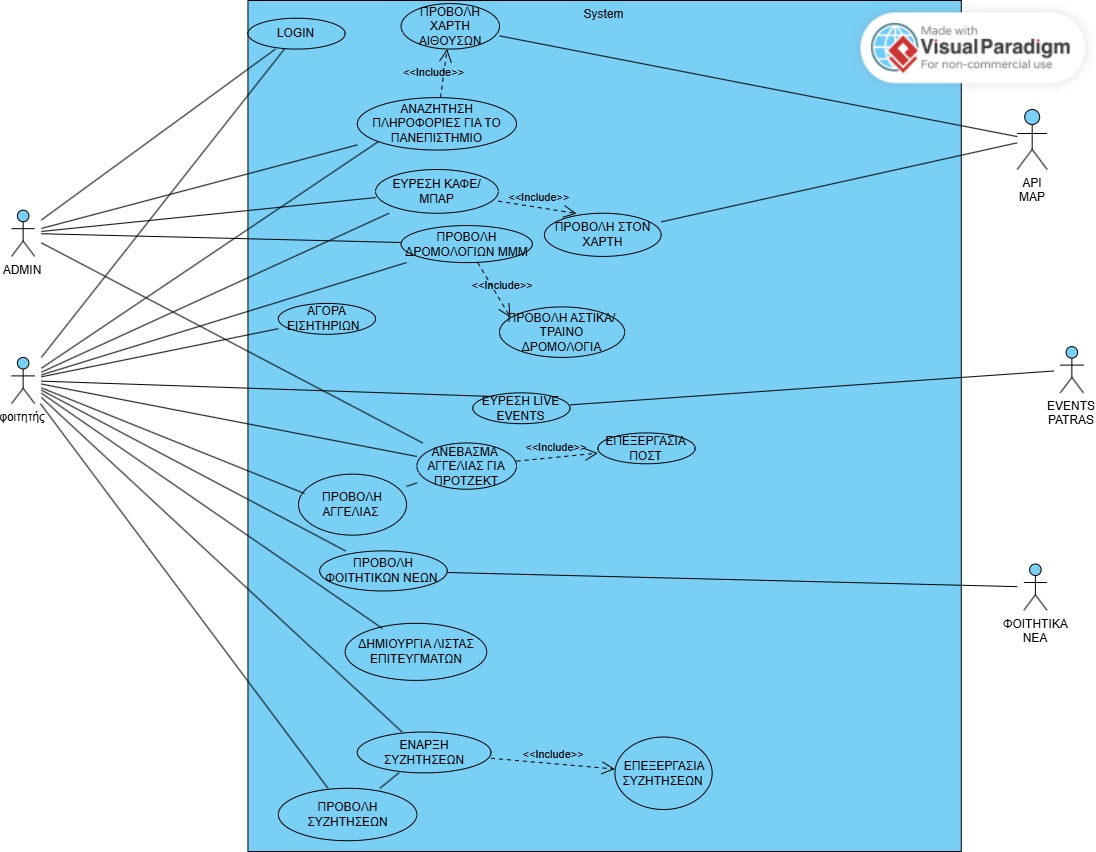 System
Made with
VisualParadigm
For non-commercial use
LOGIN
ΠΡΟΒΟΛΗ
ΧΑΡΤΗ
ΑΙΘΟΥΣΩΝ
<<Include>>
ΑΝΑΖΗΤΗΣΗ
ΠΛΗΡΟΦΟΡΙΕΣ ΓΙΑ ΤΟ
ΠΑΝΕΠΙΣΤΗΜΙΟ
API
MAP
ΕΥΡΕΣΗ ΚΑΦΕ/
ΜΠΑΡ
<<Include>>
ΠΡΟΒΟΛΗ ΣΤΟΝ
ΧΑΡΤΗ
ADMIN
ΠΡΟΒΟΛΗ
ΔΡΟΜΟΛΟΓΙΩΝ ΜΜΜ
<<Include>>
ΑΓΟΡΑ
ΕΙΣΗΤΗΡΙΩΝ
ΠΡΟΒΟΛΗ ΑΣΤΙΚΑ/
ΤΡΑΙΝΟ
ΔΡΟΜΟΛΟΓΙΑ
φοιτητής
ΕΥΡΕΣΗ LIVE
EVENTS
EVENTS
PATRAS
ΑΝΕΒΑΣΜΑ
ΑΓΓΕΛΙΑΣ ΓΙΑ
ΠΡΟΤΖΕΚΤ
<<Include>>
ΕΠΕΞΕΡΓΑΣΙΑ
ΠΟΣΤ
ΠΡΟΒΟΛΗ
ΑΓΓΕΛΙΑΣ
ΠΡΟΒΟΛΗ
ΦΟΙΤΗΤΙΚΩΝ ΝΕΩΝ
ΦΟΙΤΗΤΙΚΑ
ΝΕΑ
ΔΗΜΙΟΥΡΓΙΑ ΛΙΣΤΑΣ
ΕΠΙΤΕΥΓΜΑΤΩΝ
ΕΝΑΡΞΗ
ΣΥΖΗΤΗΣΕΩΝ
<<Include>>
ΕΠΕΞΕΡΓΑΣΙΑ
ΣΥΖΗΤΗΣΕΩΝ
ΠΡΟΒΟΛΗ
ΣΥΖΗΤΗΣΕΩΝ